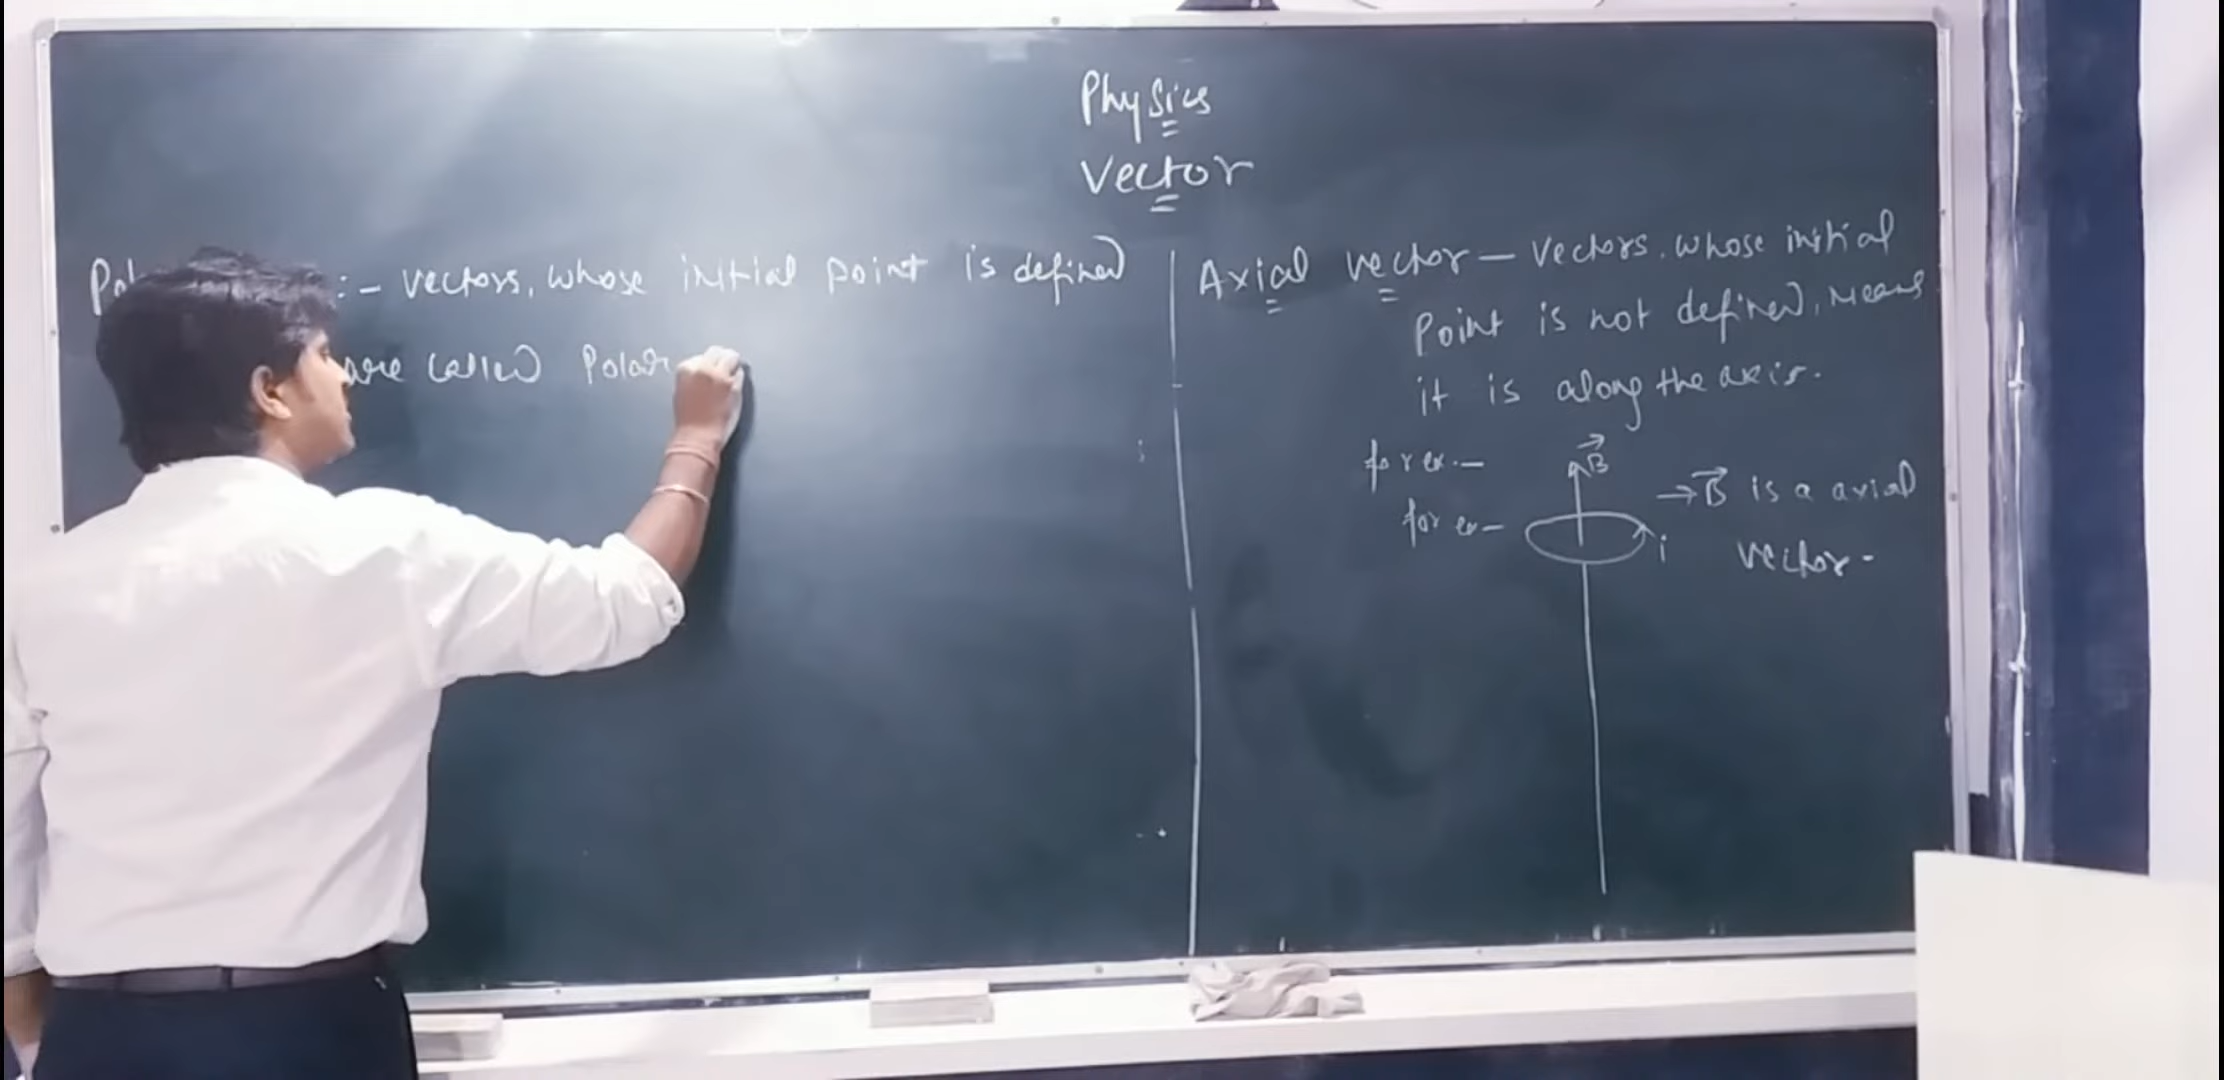 Physics
Vector
Pol :- vectors, whose initial point is defined
are called Polar
Axial vector – Vectors, whose initial
Point is not defined, Means
it is along the axis.
for ex. –
B
for ex –
i
→ B is a axial
vector.